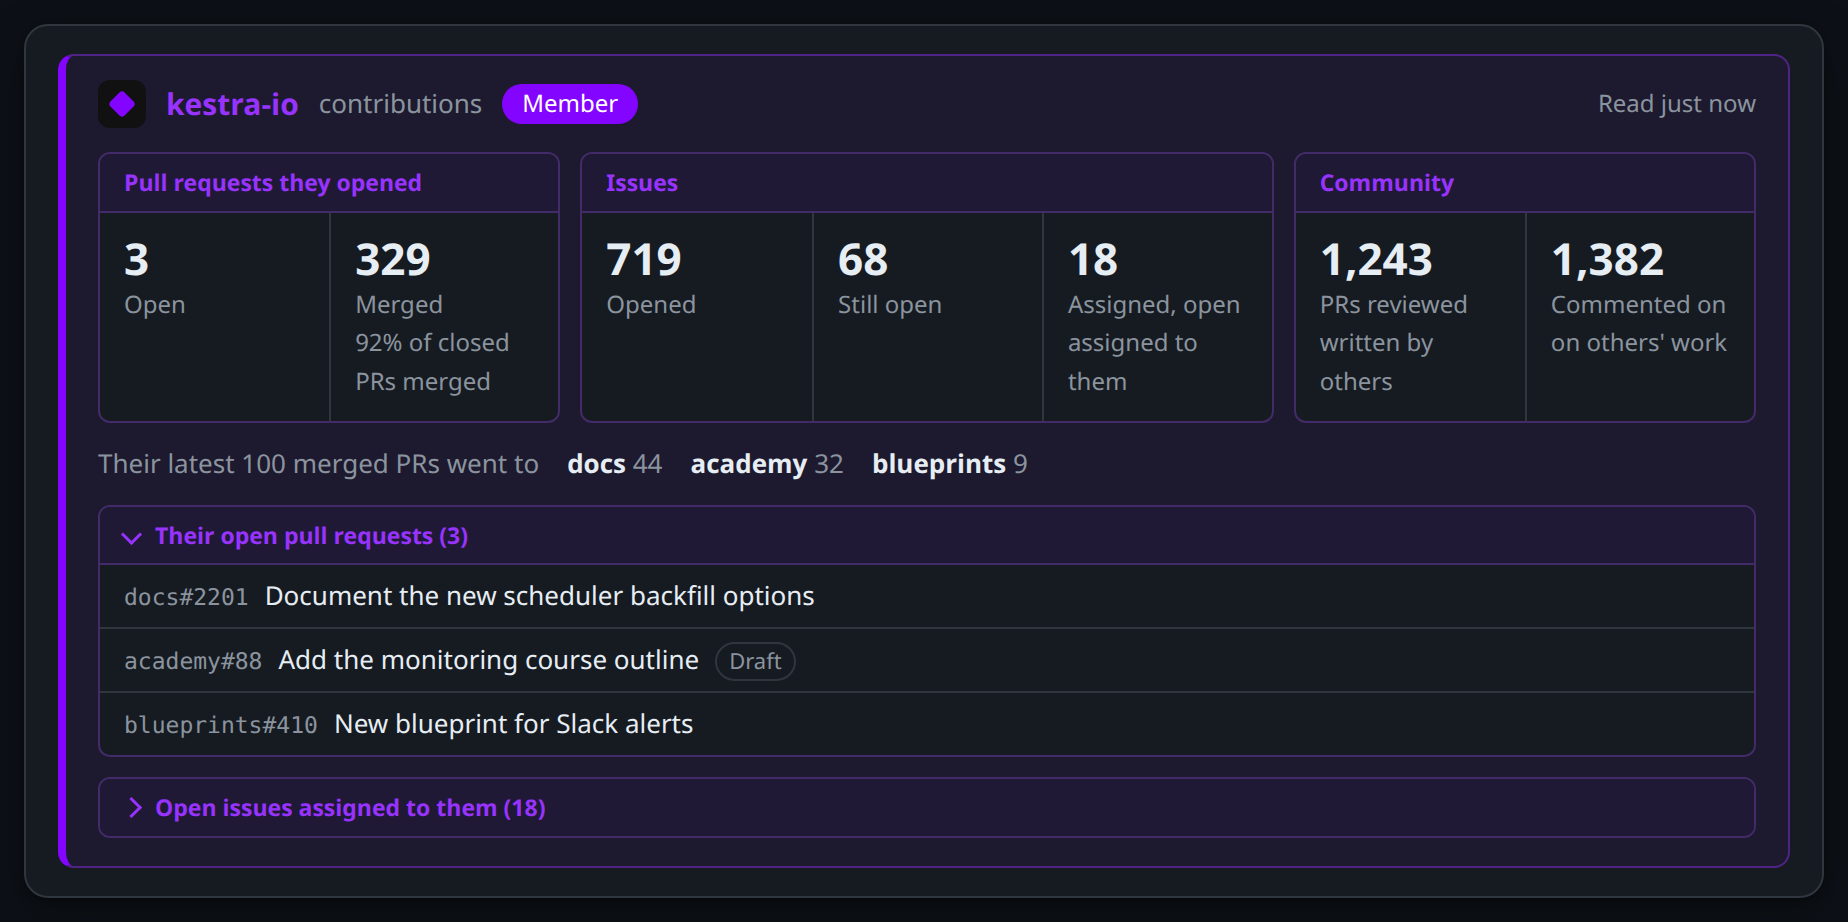 kestra-io contributions Member Read just now
Pull requests they opened
3
Open
329
Merged
92% of closed
PRs merged
Issues
719
Opened
68
Still open
18
Assigned, open
assigned to
them
Community
1,243
PRs reviewed
written by
others
1,382
Commented on
on others' work
Their latest 100 merged PRs went to docs 44 academy 32 blueprints 9
Their open pull requests (3)
docs#2201 Document the new scheduler backfill options
academy#88 Add the monitoring course outline Draft
blueprints#410 New blueprint for Slack alerts
Open issues assigned to them (18)